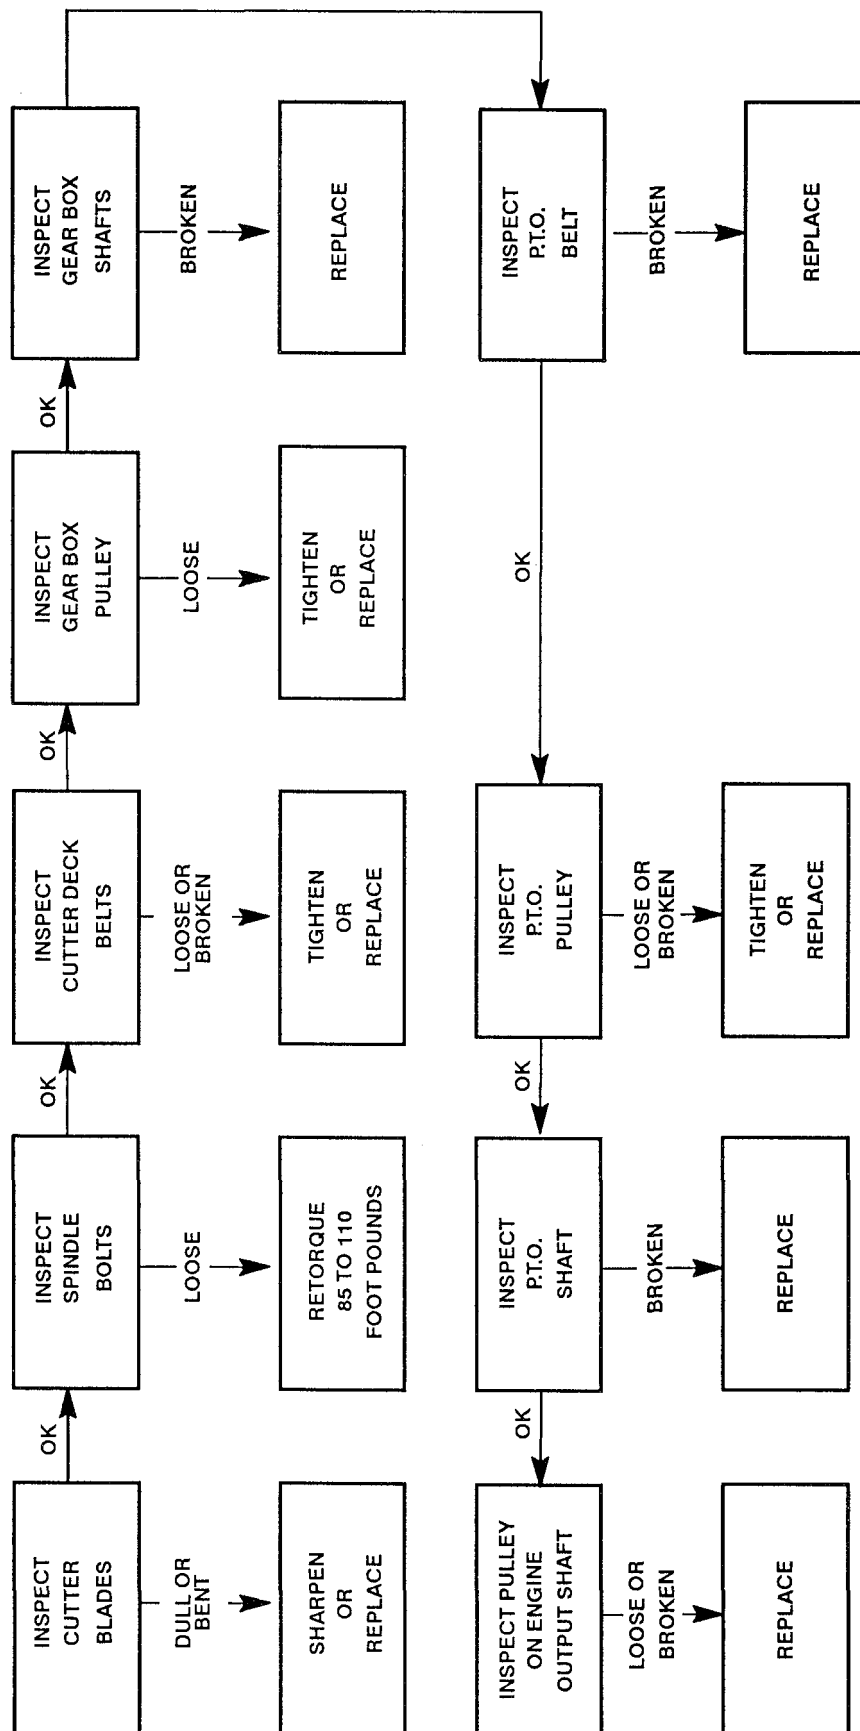 INSPECT
CUTTER
BLADES
OK
INSPECT
SPINDLE
BOLTS
OK
INSPECT
CUTTER DECK
BELTS
OK
INSPECT
GEAR BOX
PULLEY
OK
INSPECT
GEAR BOX
SHAFTS
DULL OR
BENT
LOOSE
LOOSE OR
BROKEN
LOOSE
BROKEN
SHARPEN
OR
REPLACE
RETORQUE
85 TO 110
FOOT POUNDS
TIGHTEN
OR
REPLACE
TIGHTEN
OR
REPLACE
REPLACE
INSPECT PULLEY
ON ENGINE
OUTPUT SHAFT
OK
INSPECT
P.T.O.
SHAFT
OK
INSPECT
P.T.O.
PULLEY
OK
INSPECT
P.T.O.
BELT
LOOSE OR
BROKEN
BROKEN
LOOSE OR
BROKEN
BROKEN
REPLACE
REPLACE
TIGHTEN
OR
REPLACE
REPLACE